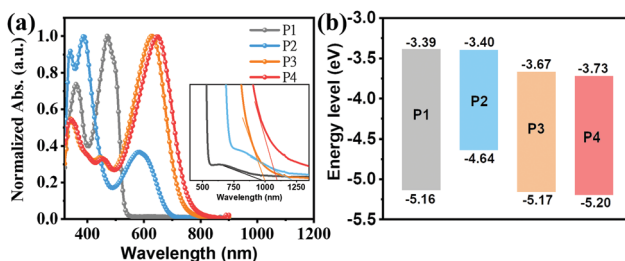 (a)
Normalized Abs. (a.u.)
1.0
0.8
0.6
0.4
0.2
0.0
P1
P2
P3
P4
500 750 1000 1250
Wavelength (nm)
400 600 800 1000 1200
Wavelength (nm)
(b)
Energy level (eV)
-3.0
-3.5
-4.0
-4.5
-5.0
-5.5
-3.39 -3.40
-3.67 -3.73
P1 P2 P3 P4
-4.64
-5.16 -5.17 -5.20